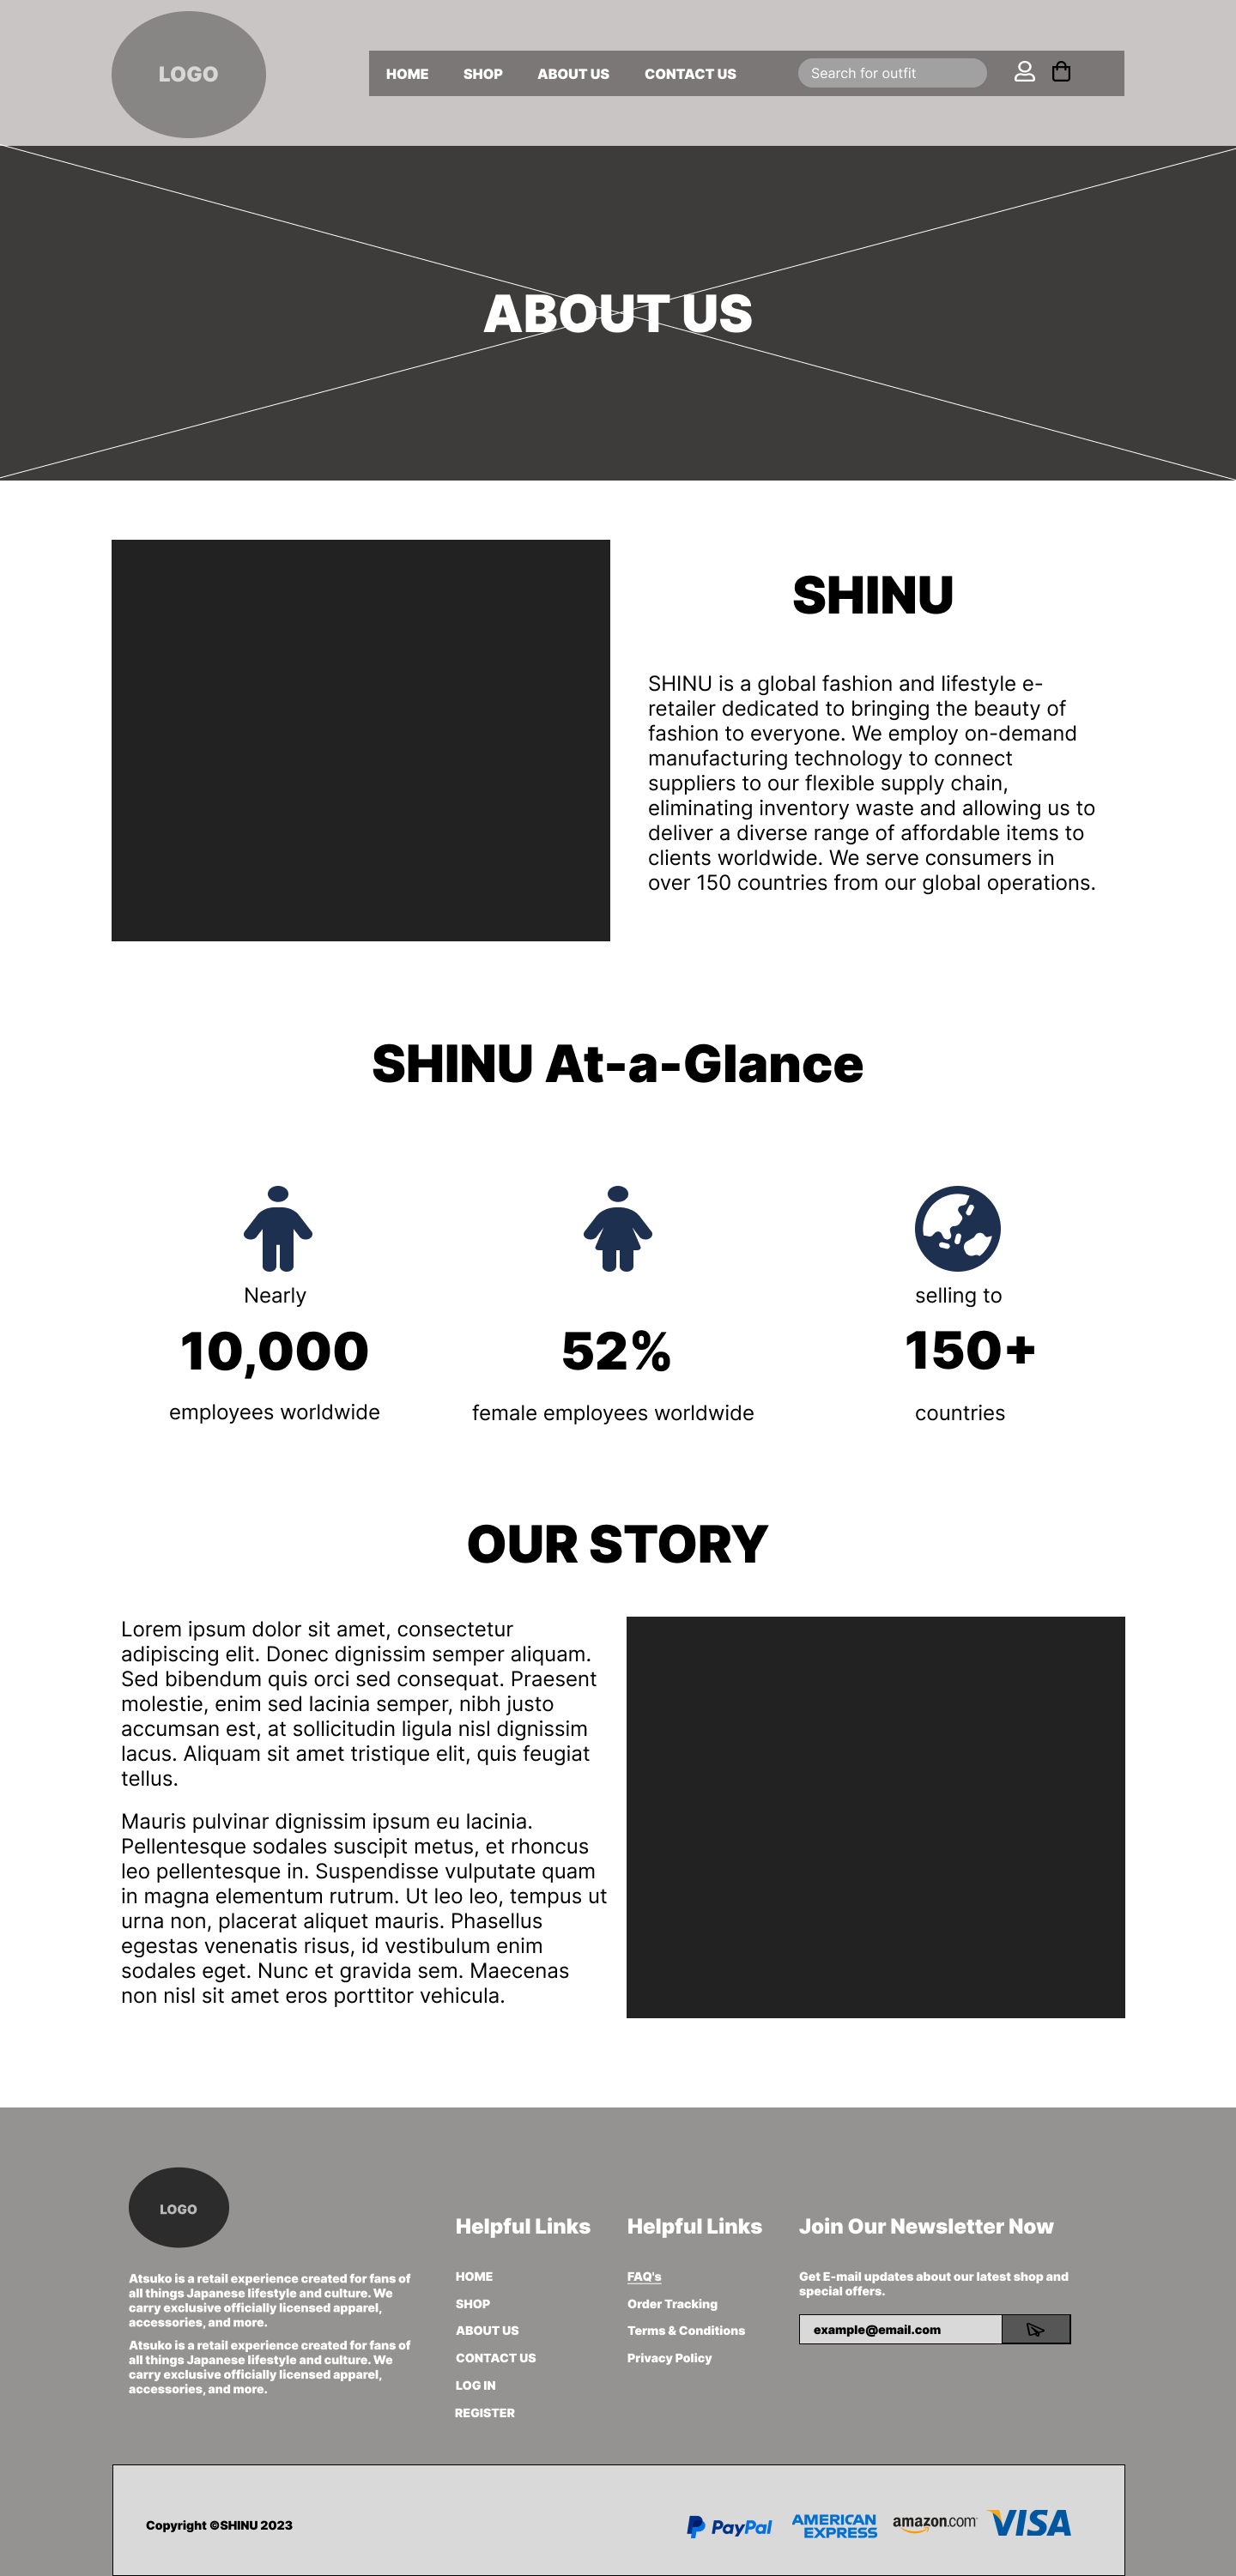 LOGO
HOME SHOP ABOUT US CONTACT US Search for outfit
ABOUT US
SHINU
SHINU is a global fashion and lifestyle e-
retailer dedicated to bringing the beauty of
fashion to everyone. We employ on-demand
manufacturing technology to connect
suppliers to our flexible supply chain,
eliminating inventory waste and allowing us to
deliver a diverse range of affordable items to
clients worldwide. We serve consumers in
over 150 countries from our global operations.
SHINU At-a-Glance
Nearly
10,000
employees worldwide
52%
female employees worldwide
selling to
150+
countries
OUR STORY
Lorem ipsum dolor sit amet, consectetur
adipiscing elit. Donec dignissim semper aliquam.
Sed bibendum quis orci sed consequat. Praesent
molestie, enim sed lacinia semper, nibh justo
accumsan est, at sollicitudin ligula nisl dignissim
lacus. Aliquam sit amet tristique elit, quis feugiat
tellus.
Mauris pulvinar dignissim ipsum eu lacinia.
Pellentesque sodales suscipit metus, et rhoncus
leo pellentesque in. Suspendisse vulputate quam
in magna elementum rutrum. Ut leo leo, tempus ut
urna non, placerat aliquet mauris. Phasellus
egestas venenatis risus, id vestibulum enim
sodales eget. Nunc et gravida sem. Maecenas
non nisl sit amet eros porttitor vehicula.
LOGO
Atsuko is a retail experience created for fans of
all things Japanese lifestyle and culture. We
carry exclusive officially licensed apparel,
accessories, and more.
Atsuko is a retail experience created for fans of
all things Japanese lifestyle and culture. We
carry exclusive officially licensed apparel,
accessories, and more.
Helpful Links
HOME
SHOP
ABOUT US
CONTACT US
LOG IN
REGISTER
Helpful Links
FAQ's
Order Tracking
Terms & Conditions
Privacy Policy
Join Our Newsletter Now
Get E-mail updates about our latest shop and
special offers.
example@email.com
Copyright ©SHINU 2023
PayPal
AMERICAN
EXPRESS
amazon.com
VISA